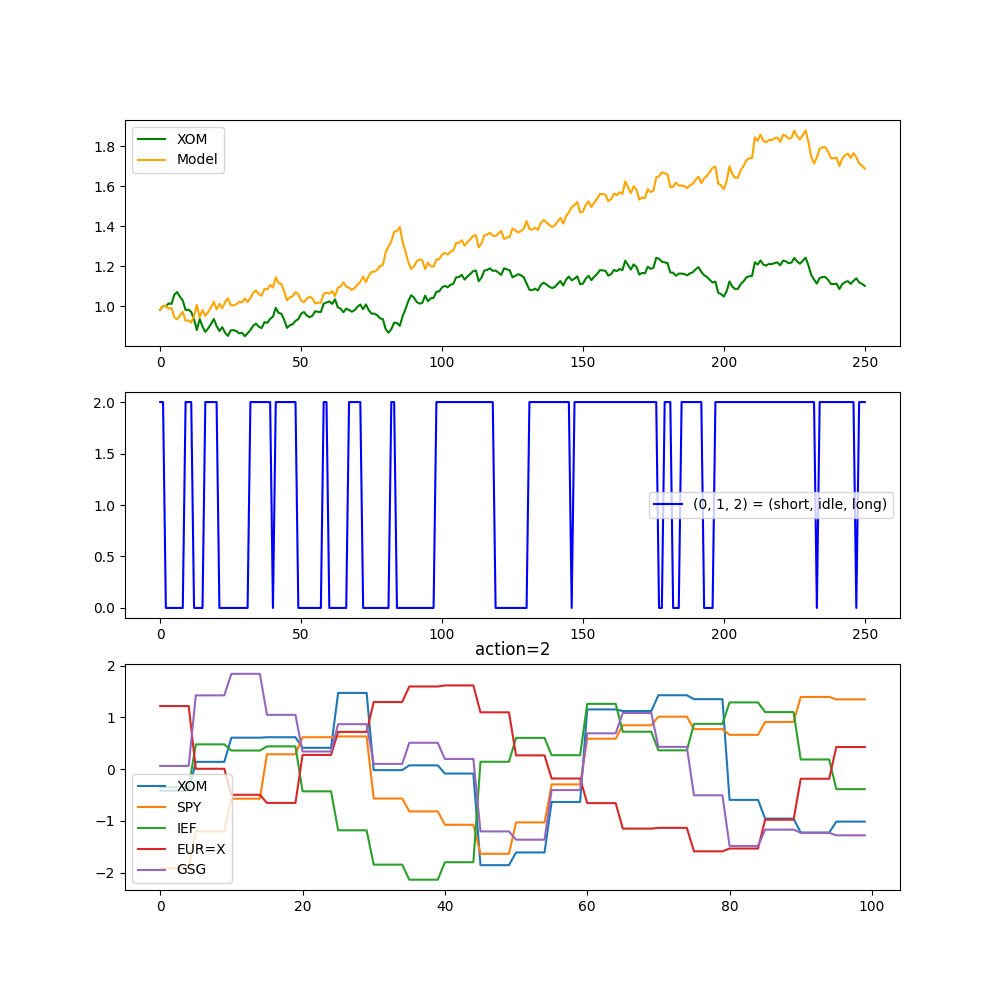 XOM
Model
1.8
1.6
1.4
1.2
1.0
0 50 100 150 200 250
2.0
1.5
1.0
0.5
0.0
(0, 1, 2) = (short, idle, long)
0 50 100 150 200 250
action=2
2
1
0
−1
−2
XOM
SPY
IEF
EUR=X
GSG
0 20 40 60 80 100